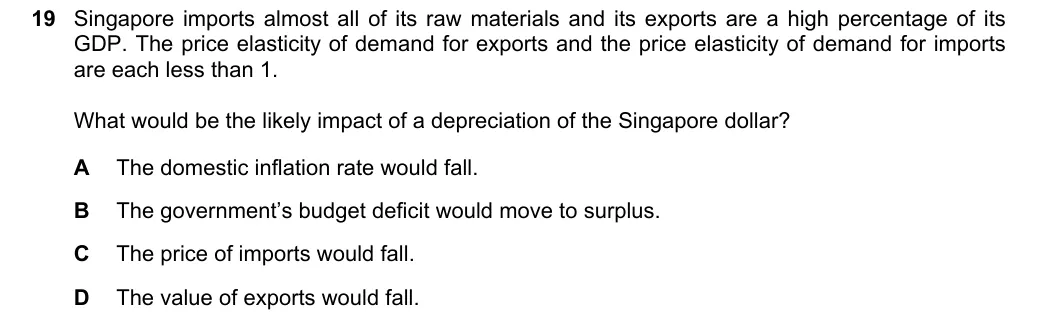 19 Singapore imports almost all of its raw materials and its exports are a high percentage of its
GDP. The price elasticity of demand for exports and the price elasticity of demand for imports
are each less than 1.
What would be the likely impact of a depreciation of the Singapore dollar?
A The domestic inflation rate would fall.
B The government’s budget deficit would move to surplus.
C The price of imports would fall.
D The value of exports would fall.